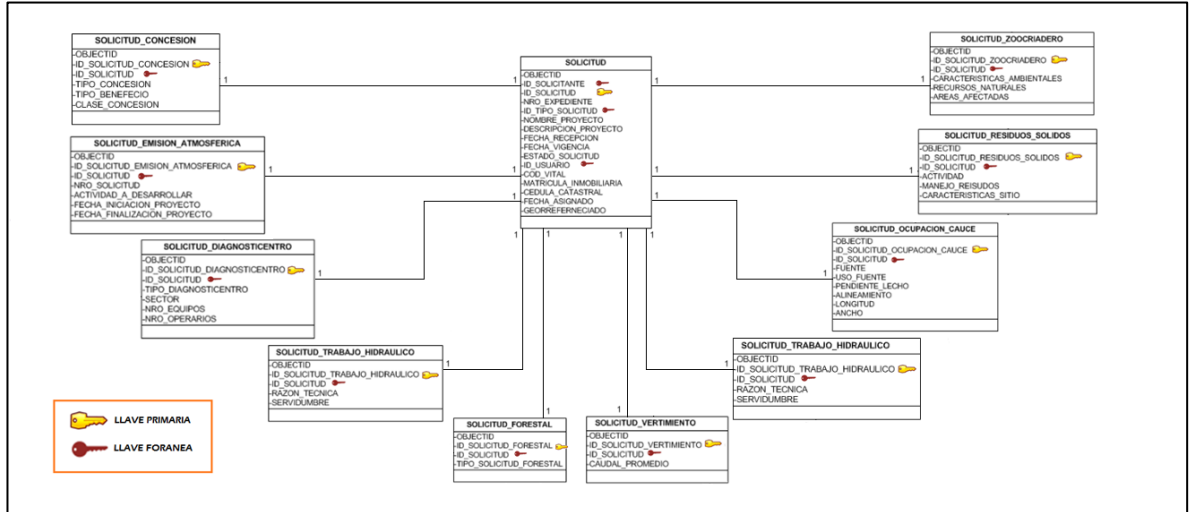 SOLICITUD_CONCESION
-OBJECTID
-ID_SOLICITUD_CONCESION
-ID_SOLICITUD
-TIPO_CONCESION
-TIPO_BENEFECIO
-CLASE_CONCESION
1
1
SOLICITUD
-OBJECTID
-ID_SOLICITANTE
-ID_SOLICITUD
-NRO_EXPEDIENTE
-ID_TIPO_SOLICITUD
-NOMBRE_PROYECTO
-DESCRIPCION_PROYECTO
-FECHA_RECEPCION
-FECHA_VIGENCIA
-ESTADO_SOLICITUD
-ID_USUARIO
-COD_VITAL
-MATRICULA_INMOBILIARIA
-CEDULA_CATASTRAL
-FECHA_ASIGNADO
-GEORREFERNECIADO
1
1
SOLICITUD_ZOOCRIADERO
-OBJECTID
-ID_SOLICITUD_ZOOCRIADERO
-ID_SOLICITUD
-CARACTERISTICAS_AMBIENTALES
-RECURSOS_NATURALES
-AREAS_AFECTADAS
SOLICITUD_EMISION_ATMOSFERICA
-OBJECTID
-ID_SOLICITUD_EMISION_ATMOSFERICA
-ID_SOLICITUD
-NRO_SOLICITUD
-ACTIVIDAD_A_DESARROLLAR
-FECHA_INICIACION_PROYECTO
-FECHA_FINALIZACION_PROYECTO
1
1
1
1
SOLICITUD_RESIDUOS_SOLIDOS
-OBJECTID
-ID_SOLICITUD_RESIDUOS_SOLIDOS
-ID_SOLICITUD
-ACTIVIDAD
-MANEJO_REISUDOS
-CARACTERISTICAS_SITIO
SOLICITUD_DIAGNOSTICENTRO
-OBJECTID
-ID_SOLICITUD_DIAGNOSTICENTRO
-ID_SOLICITUD
-TIPO_DIAGNOSTICENTRO
-SECTOR
-NRO_EQUIPOS
-NRO_OPERARIOS
1
1
1
1
SOLICITUD_OCUPACION_CAUCE
-OBJECTID
-ID_SOLICITUD_OCUPACION_CAUCE
-ID_SOLICITUD
-FUENTE
-USO_FUENTE
-PENDIENTE_LECHO
-ALINEAMIENTO
-LONGITUD
-ANCHO
1
1
1
1
SOLICITUD_TRABAJO_HIDRAULICO
-OBJECTID
-ID_SOLICITUD_TRABAJO_HIDRAULICO
-ID_SOLICITUD
-RAZON_TECNICA
-SERVIDUMBRE
1
1
SOLICITUD_TRABAJO_HIDRAULICO
-OBJECTID
-ID_SOLICITUD_TRABAJO_HIDRAULICO
-ID_SOLICITUD
-RAZON_TECNICA
-SERVIDUMBRE
1
1
SOLICITUD_FORESTAL
-OBJECTID
-ID_SOLICITUD_FORESTAL
-ID_SOLICITUD
-TIPO_SOLICITUD_FORESTAL
SOLICITUD_VERTIMIENTO
-OBJECTID
-ID_SOLICITUD_VERTIMIENTO
-ID_SOLICITUD
-CAUDAL_PROMEDIO
LLAVE PRIMARIA
LLAVE FORANEA